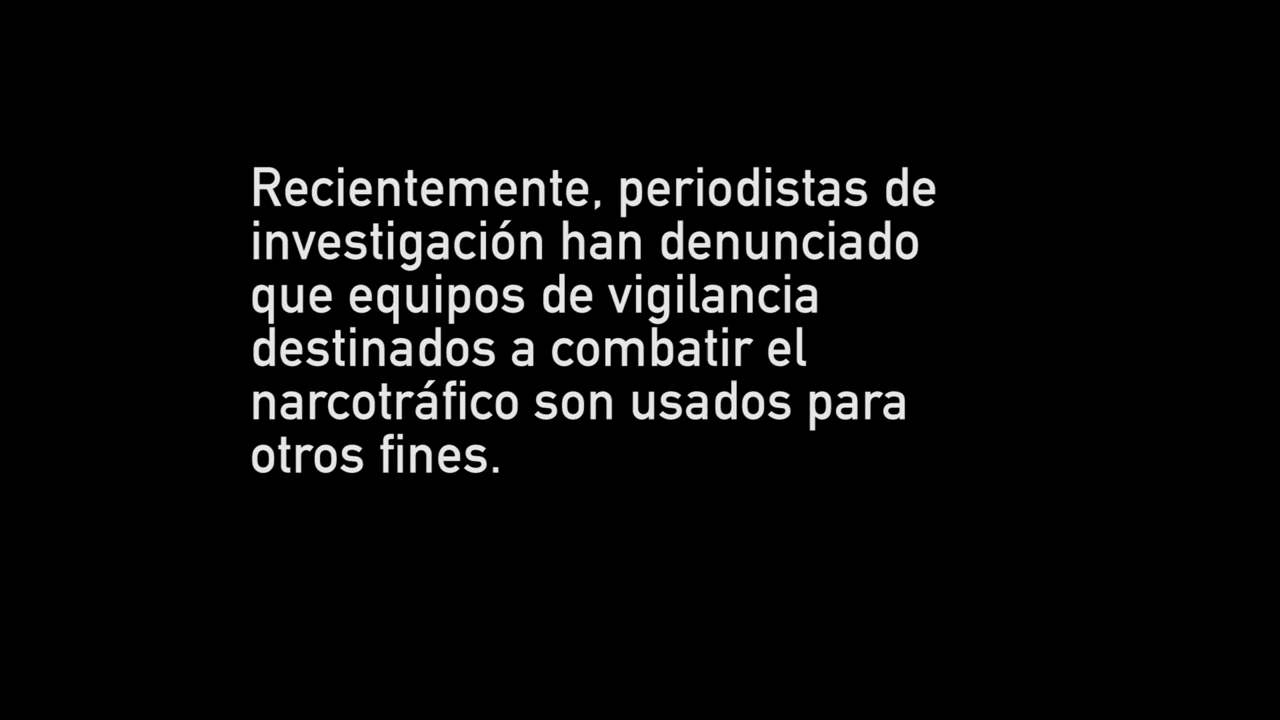 Recientemente, periodistas de
investigación han denunciado
que equipos de vigilancia
destinados a combatir el
narcotráfico son usados para
otros fines.